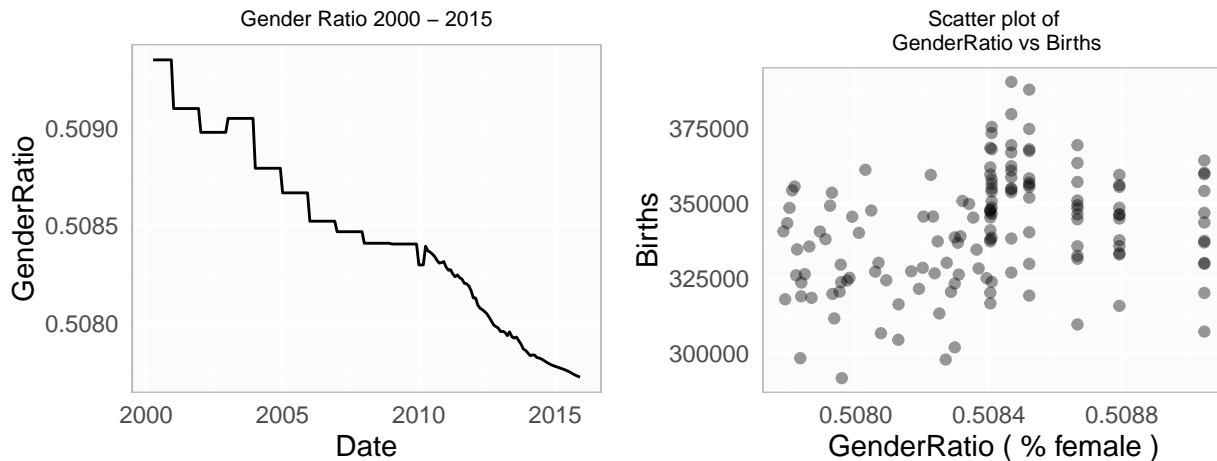 Gender Ratio 2000 – 2015
GenderRatio
0.5090
0.5085
0.5080
2000
2005
2010
2015
Date
Scatter plot of
GenderRatio vs Births
Births
375000
350000
325000
300000
0.5080
0.5084
0.5088
GenderRatio ( % female )